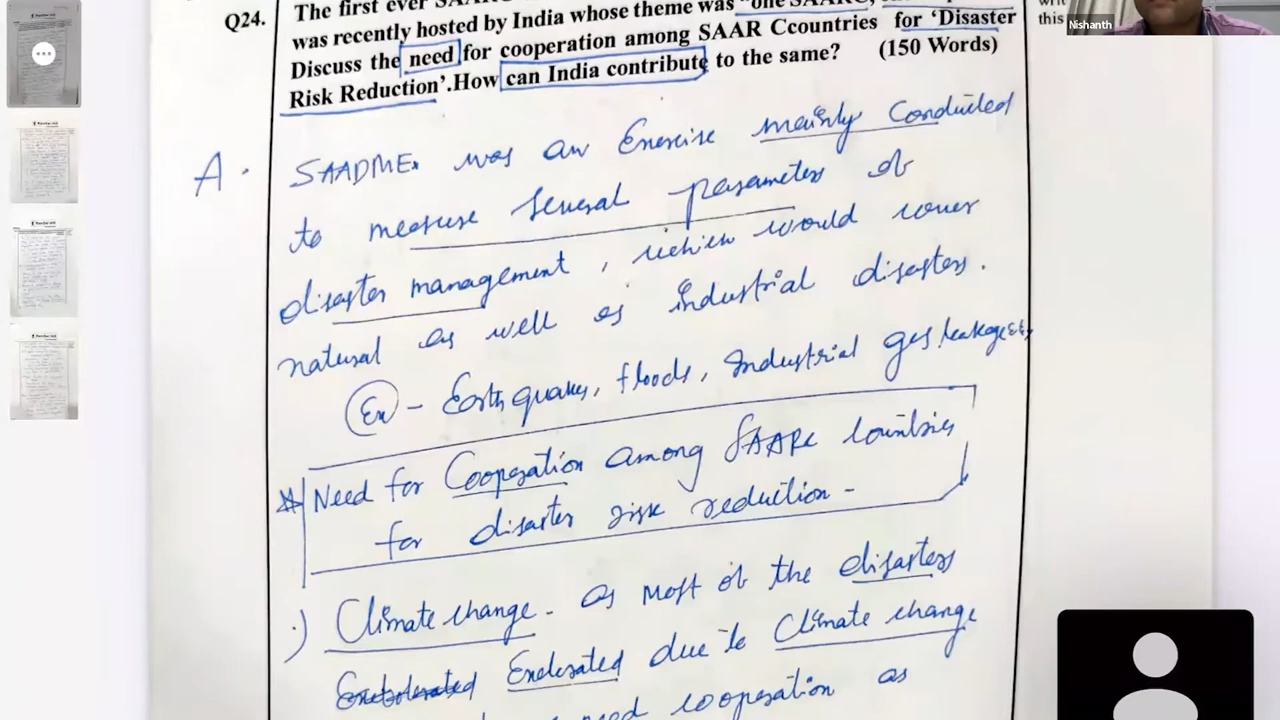 Q24.
The first ever
was recently hosted by India whose theme was "one SAARC,
Discuss the need for cooperation among SAAR Ccountries for 'Disaster
Risk Reduction'.How can India contribute to the same? (150 Words)
this
Nishanth
A. SAADMEx was an Exercise mainly Conducted
to measure several parameters of
disaster management, which would cover
natural as well as industrial disasters.
Ex - Earthquakes, floods, Industrial gas leakages etc
Need for Cooperation among SAARC Countries
for disaster risk reduction -
.) Climate change - as most of the disasters
due to Climate change
need cooperation as